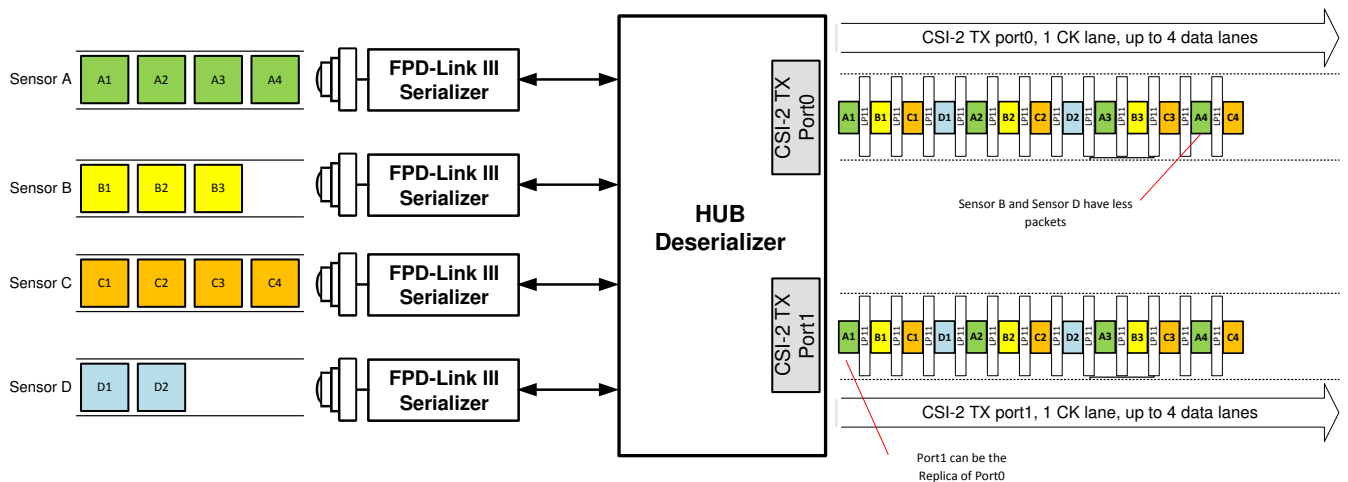 Sensor A
A1 A2 A3 A4
FPD-Link III
Serializer
Sensor B
B1 B2 B3
FPD-Link III
Serializer
Sensor C
C1 C2 C3 C4
FPD-Link III
Serializer
Sensor D
D1 D2
FPD-Link III
Serializer
HUB
Deserializer
CSI-2 TX
Port0
CSI-2 TX
Port1
CSI-2 TX port0, 1 CK lane, up to 4 data lanes
A1 LP11 B1 LP11 C1 LP11 D1 LP11 A2 LP11 B2 LP11 C2 LP11 D2 LP11 A3 LP11 B3 LP11 C3 LP11 A4 LP11 C4
Sensor B and Sensor D have less
packets
A1 LP11 B1 LP11 C1 LP11 D1 LP11 A2 LP11 B2 LP11 C2 LP11 D2 LP11 A3 LP11 B3 LP11 C3 LP11 A4 LP11 C4
CSI-2 TX port1, 1 CK lane, up to 4 data lanes
Port1 can be the
Replica of Port0